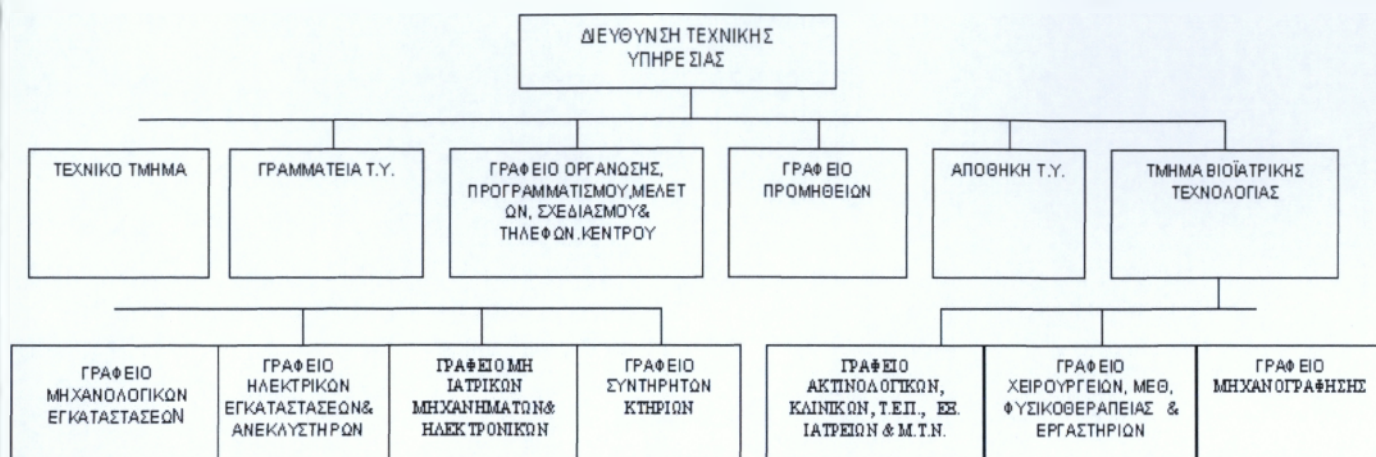 ΔΙΕΥΘΥΝΣΗ ΤΕΧΝΙΚΗΣ
ΥΠΗΡΕΣΙΑΣ
ΤΕΧΝΙΚΟ ΤΜΗΜΑ
ΓΡΑΜΜΑΤΕΙΑ Τ.Υ.
ΓΡΑΦΕΙΟ ΟΡΓΑΝΩΣΗΣ,
ΠΡΟΓΡΑΜΜΑΤΙΣΜΟΥ,ΜΕΛΕΤ
ΩΝ, ΣΧΕΔΙΑΣΜΟΥ&
ΤΗΛΕΦΩΝ.ΚΕΝΤΡΟΥ
ΓΡΑΦΕΙΟ
ΠΡΟΜΗΘΕΙΩΝ
ΑΠΟΘΗΚΗ Τ.Υ.
ΤΜΗΜΑ ΒΙΟΪΑΤΡΙΚΗΣ
ΤΕΧΝΟΛΟΓΙΑΣ
ΓΡΑΦΕΙΟ
ΜΗΧΑΝΟΛΟΓΙΚΩΝ
ΕΓΚΑΤΑΣΤΑΣΕΩΝ
ΓΡΑΦΕΙΟ
ΗΛΕΚΤΡΙΚΩΝ
ΕΓΚΑΤΑΣΤΑΣΕΩΝ&
ΑΝΕΚΛΥΣΤΗΡΩΝ
ΓΡΑΦΕΙΟ ΜΗ
ΙΑΤΡΙΚΩΝ
ΜΗΧΑΝΗΜΑΤΩΝ&
ΗΛΕΚΤΡΟΝΙΚΩΝ
ΓΡΑΦΕΙΟ
ΣΥΝΤΗΡΗΤΩΝ
ΚΤΗΡΙΩΝ
ΓΡΑΦΕΙΟ
ΑΚΤΙΝΟΛΟΓΙΚΩΝ,
ΚΛΙΝΙΚΩΝ, Τ.Ε.Π., ΕΞ.
ΙΑΤΡΕΙΩΝ & Μ.Τ.Ν.
ΓΡΑΦΕΙΟ
ΧΕΙΡΟΥΡΓΕΙΩΝ, ΜΕΘ,
ΦΥΣΙΚΟΘΕΡΑΠΕΙΑΣ &
ΕΡΓΑΣΤΗΡΙΩΝ
ΓΡΑΦΕΙΟ
ΜΗΧΑΝΟΓΡΑΦΗΣΗΣ